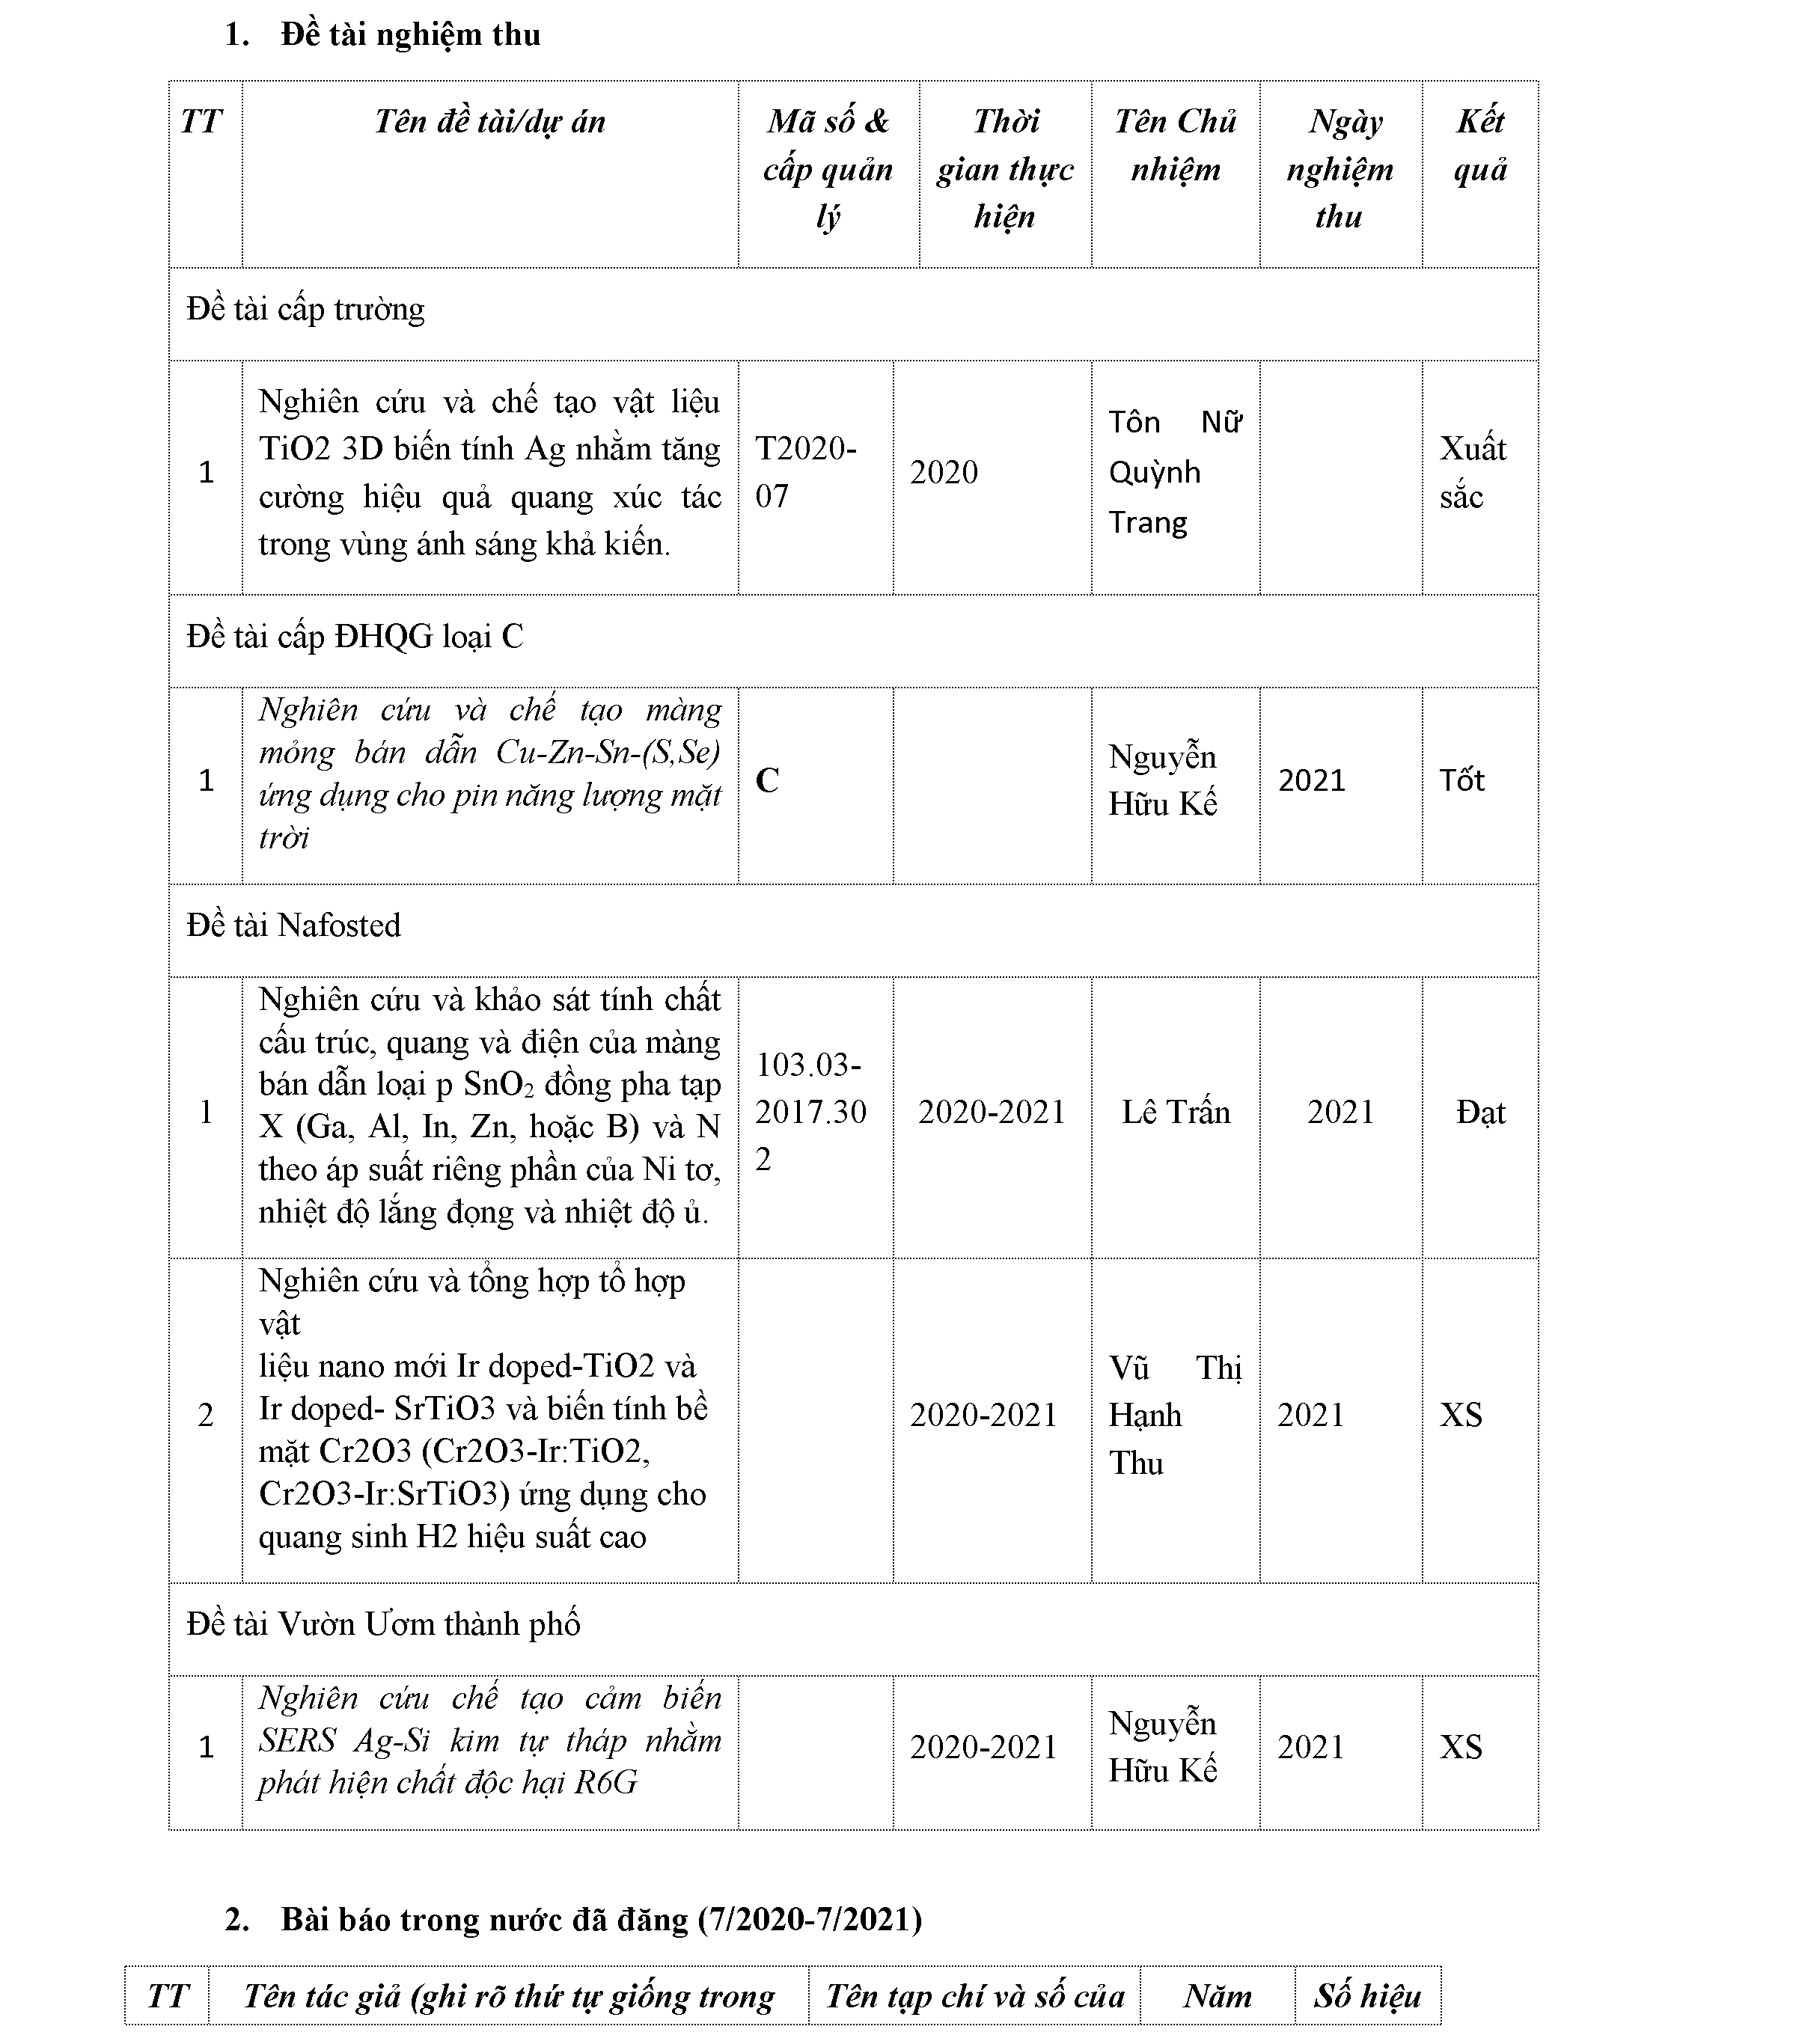 1. Đề tài nghiệm thu
TT
Tên đề tài/dự án
Mã số &
cấp quản
lý
Thời
gian thực
hiện
Tên Chủ
nhiệm
Ngày
nghiệm
thu
Kết
quả
Đề tài cấp trường
1
Nghiên cứu và chế tạo vật liệu
TiO2 3D biến tính Ag nhằm tăng
cường hiệu quả quang xúc tác
trong vùng ánh sáng khả kiến.
T2020-
07
2020
Tôn Nữ
Quỳnh
Trang
Xuất
sắc
Đề tài cấp ĐHQG loại C
1
Nghiên cứu và chế tạo màng
mỏng bán dẫn Cu-Zn-Sn-(S,Se)
ứng dụng cho pin năng lượng mặt
trời
C
Nguyễn
Hữu Kế
2021
Tốt
Đề tài Nafosted
1
Nghiên cứu và khảo sát tính chất
cấu trúc, quang và điện của màng
bán dẫn loại p SnO₂ đồng pha tạp
X (Ga, Al, In, Zn, hoặc B) và N
theo áp suất riêng phần của Ni tơ,
nhiệt độ lắng đọng và nhiệt độ ủ.
103.03-
2017.30
2
2020-2021
Lê Trấn
2021
Đạt
2
Nghiên cứu và tổng hợp tổ hợp
vật
liệu nano mới Ir doped-TiO2 và
Ir doped- SrTiO3 và biến tính bề
mặt Cr2O3 (Cr2O3-Ir:TiO2,
Cr2O3-Ir:SrTiO3) ứng dụng cho
quang sinh H2 hiệu suất cao
2020-2021
Vũ Thị
Hạnh
Thu
2021
XS
Đề tài Vườn Ươm thành phố
1
Nghiên cứu chế tạo cảm biến
SERS Ag-Si kim tự tháp nhằm
phát hiện chất độc hại R6G
2020-2021
Nguyễn
Hữu Kế
2021
XS
2. Bài báo trong nước đã đăng (7/2020-7/2021)
TT
Tên tác giả (ghi rõ thứ tự giống trong
Tên tạp chí và số của
Năm
Số hiệu